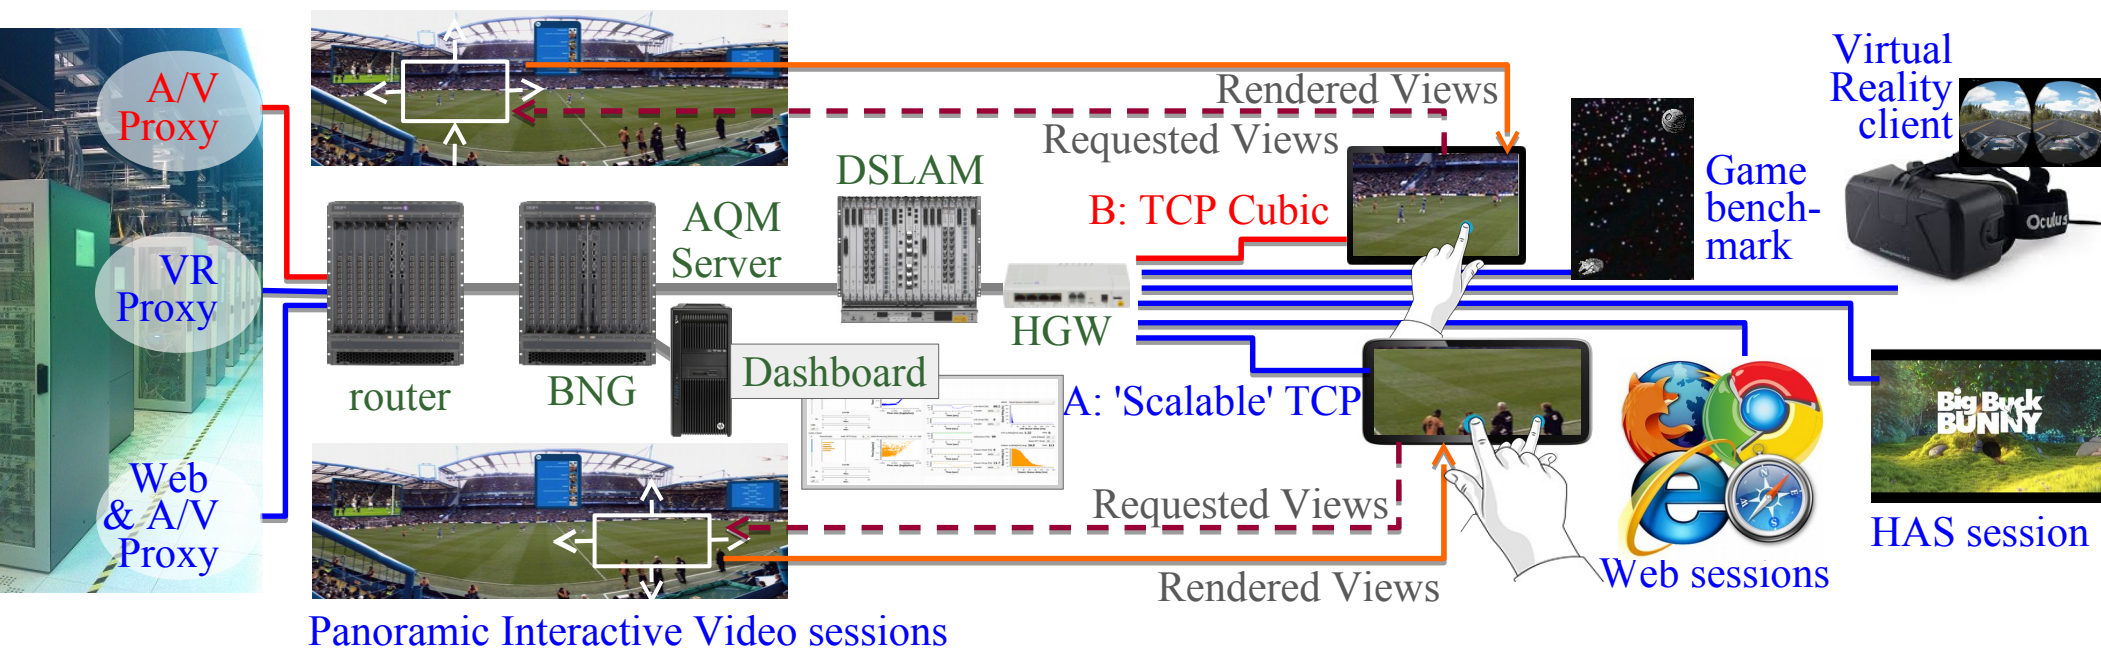 A/V
Proxy
VR
Proxy
Web
& A/V
Proxy
router
BNG
AQM
Server
Dashboard
DSLAM
HGW
Rendered Views
Requested Views
B: TCP Cubic
A: 'Scalable' TCP
Requested Views
Rendered Views
Game
bench-
mark
Virtual
Reality
client
Oculus
Big Buck
BUNNY
HAS session
Web sessions
Panoramic Interactive Video sessions